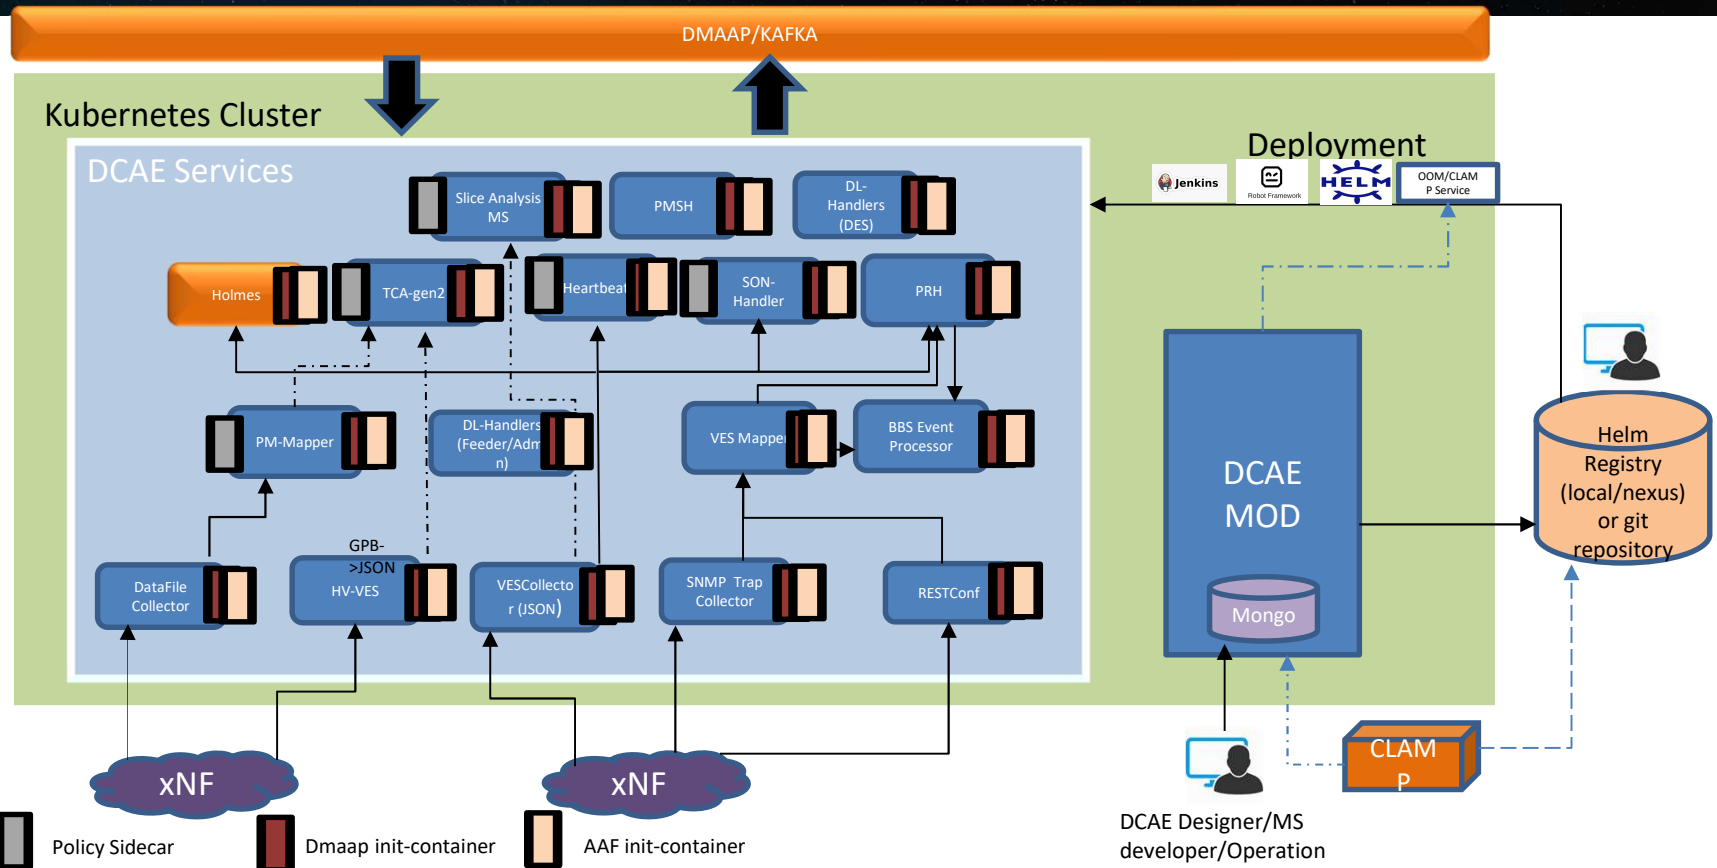 DMAAP/KAFKA
Kubernetes Cluster
Deployment
DCAE Services
Jenkins
Robot Framework
HELM
OOM/CLAM
P Service
Slice Analysis
MS
PMSH
DL-
Handlers
(DES)
Holmes
TCA-gen2
Heartbeat
SON-
Handler
PRH
PM-Mapper
DL-Handlers
(Feeder/Adm
n)
VES Mapper
BBS Event
Processor
DCAE
MOD
Mongo
Helm
Registry
(local/nexus)
or git
repository
GPB-
>JSON
DataFile
Collector
HV-VES
VESCollecto
r (JSON)
SNMP Trap
Collector
RESTConf
xNF
xNF
CLAM
P
DCAE Designer/MS
developer/Operation
Policy Sidecar
Dmaap init-container
AAF init-container